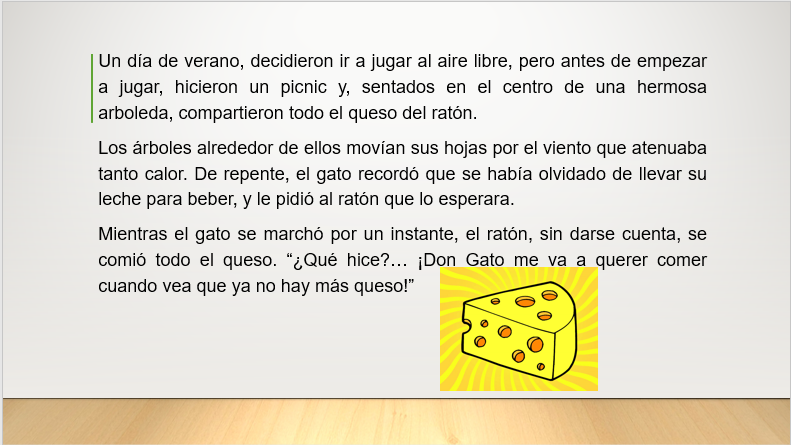 Un día de verano, decidieron ir a jugar al aire libre, pero antes de empezar
a jugar, hicieron un picnic y, sentados en el centro de una hermosa
arboleda, compartieron todo el queso del ratón.
Los árboles alrededor de ellos movían sus hojas por el viento que atenuaba
tanto calor. De repente, el gato recordó que se había olvidado de llevar su
leche para beber, y le pidió al ratón que lo esperara.
Mientras el gato se marchó por un instante, el ratón, sin darse cuenta, se
comió todo el queso. “¿Qué hice?… ¡Don Gato me va a querer comer
cuando vea que ya no hay más queso!”